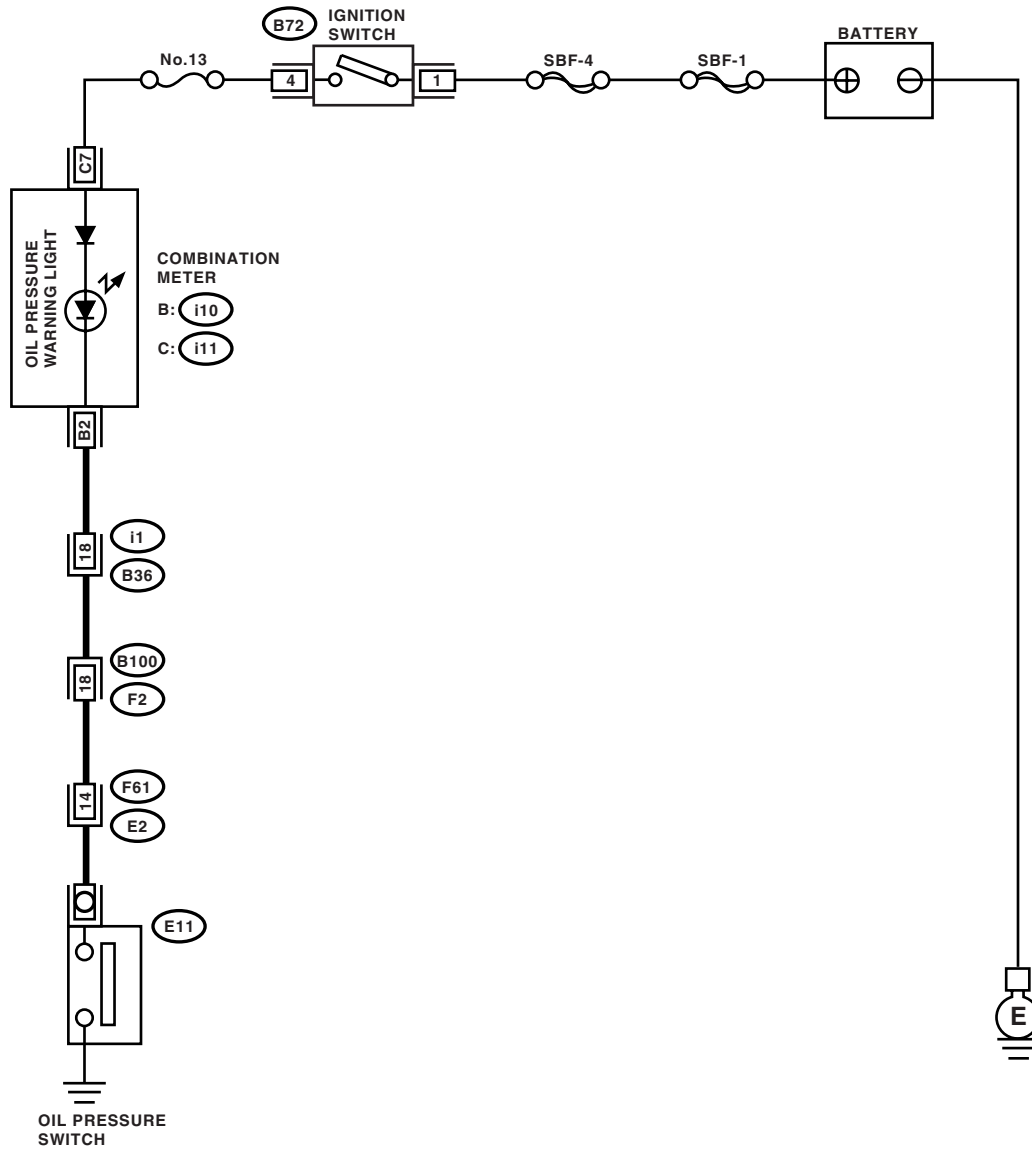 B72
IGNITION
SWITCH
BATTERY
No.13
SBF-4
SBF-1
4
1
C7
OIL PRESSURE
WARNING LIGHT
COMBINATION
METER
B: i10
C: i11
B2
18
i1
B36
18
B100
F2
14
F61
E2
E11
E
OIL PRESSURE
SWITCH